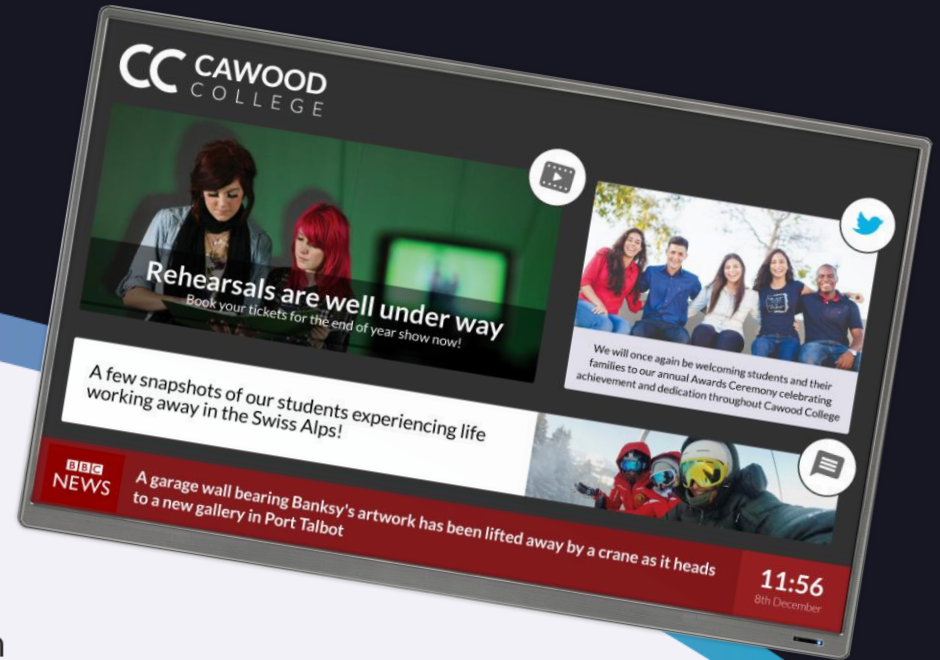 CC CAWOOD
COLLEGE
Rehearsals are well under way
Book your tickets for the end of year show now!
We will once again be welcoming students and their
families to our annual Awards Ceremony celebrating
achievement and dedication throughout Cawood College
A few snapshots of our students experiencing life
working away in the Swiss Alps!
BBC
NEWS
A garage wall bearing Banksy's artwork has been lifted away by a crane as it heads
to a new gallery in Port Talbot
11:56
8th December